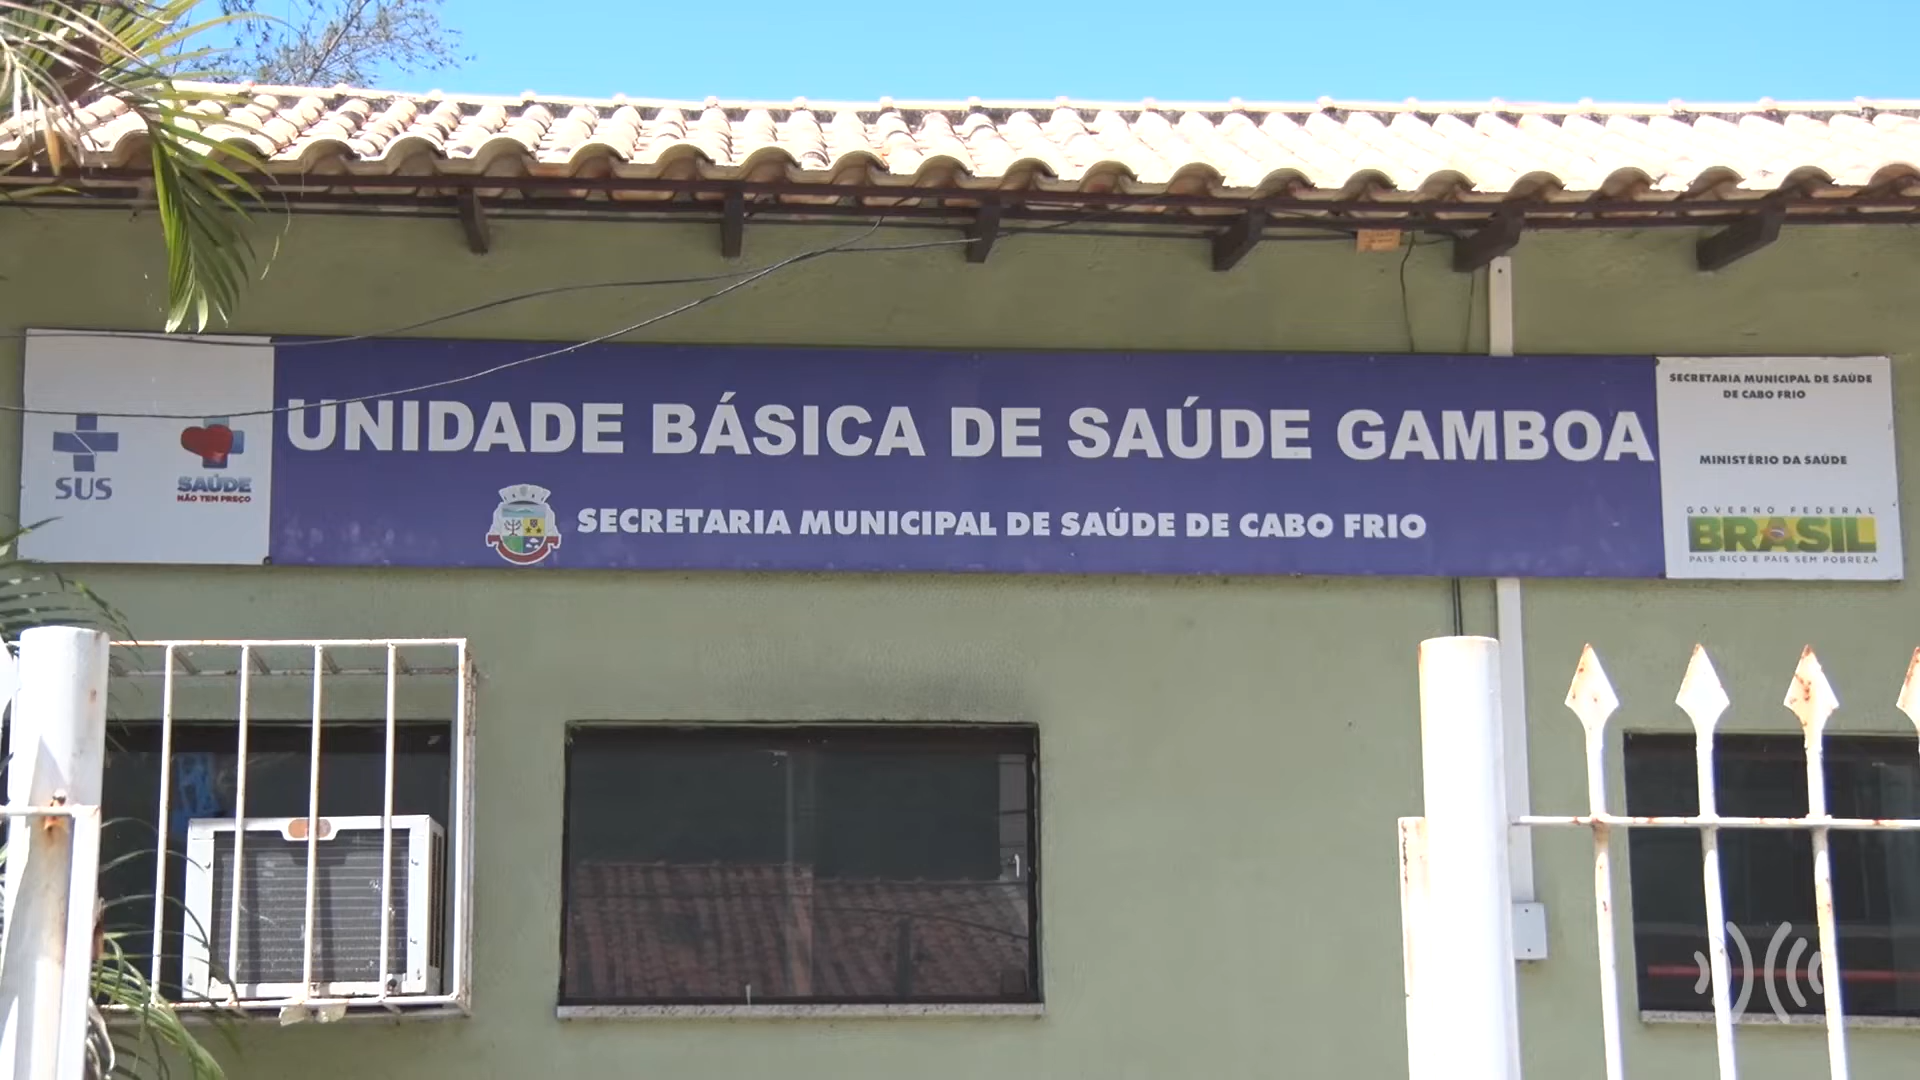 SUS
SAÚDE
NÃO TEM PREÇO
UNIDADE BÁSICA DE SAÚDE GAMBOA
SECRETARIA MUNICIPAL DE SAÚDE DE CABO FRIO
SECRETARIA MUNICIPAL DE SAÚDE
DE CABO FRIO
MINISTÉRIO DA SAÚDE
GOVERNO FEDERAL
BRASIL
PAÍS RICO É PAÍS SEM POBREZA